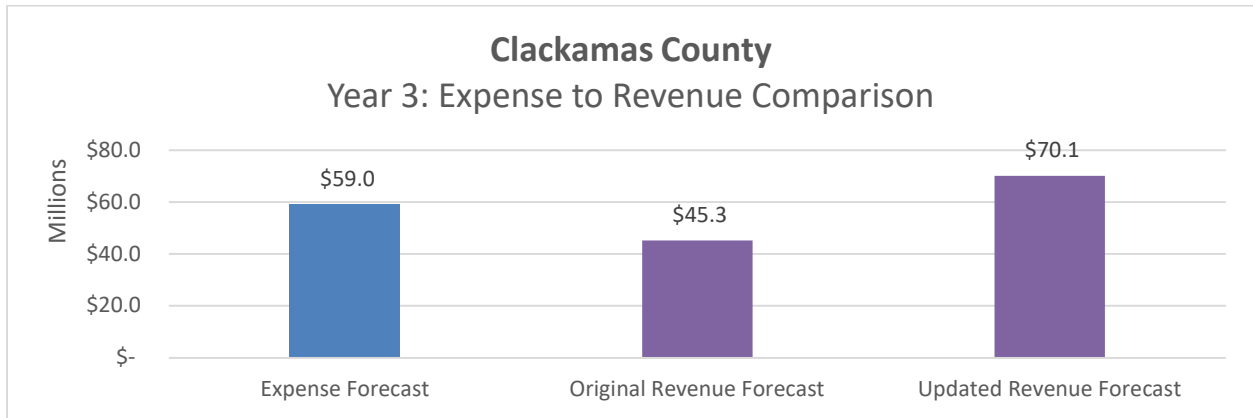 Clackamas County
Year 3: Expense to Revenue Comparison
Millions
$80.0
$60.0
$40.0
$20.0
$-
$59.0
$45.3
$70.1
Expense Forecast
Original Revenue Forecast
Updated Revenue Forecast